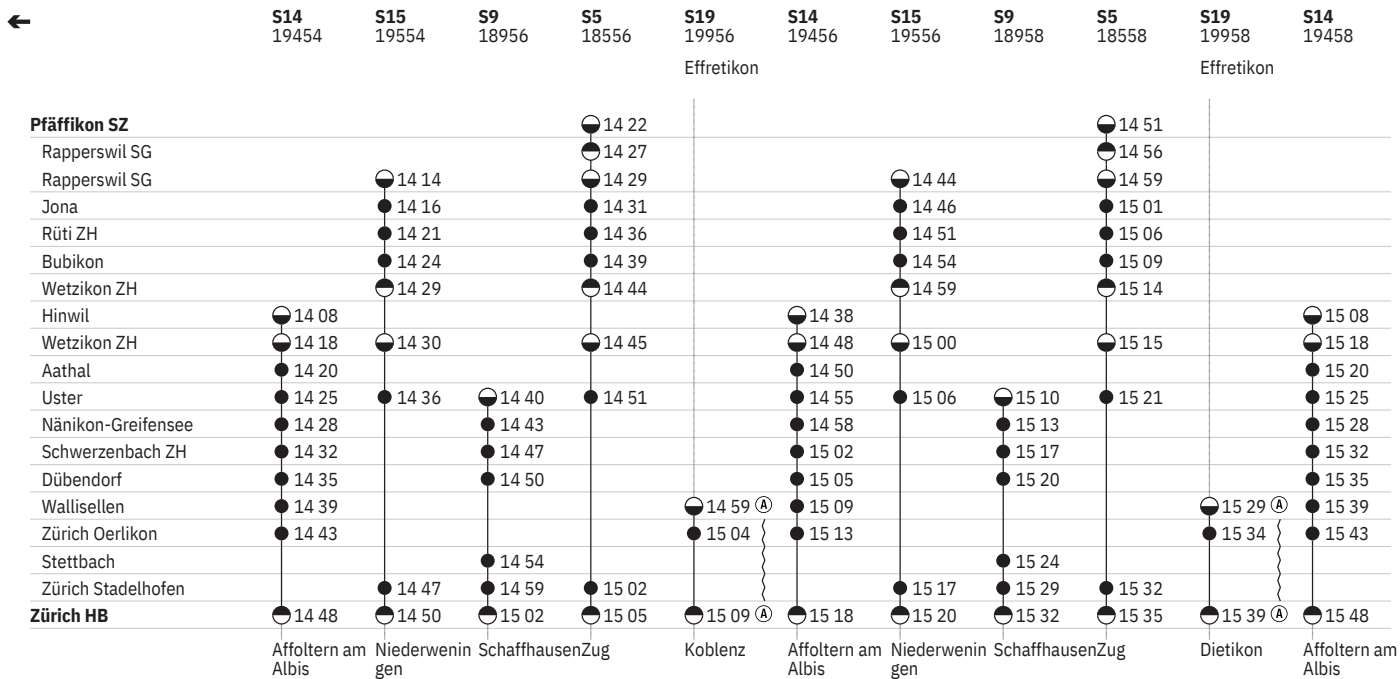 S14 S15 S9 S5 S19 S14 S15 S9 S5 S19 S14
19454 19554 18956 18556 19956 19456 19556 18958 18558 19958 19458
Effretikon Effretikon
Pfäffikon SZ 14 22 14 51
Rapperswil SG 14 27 14 56
Rapperswil SG 14 14 14 29 14 44 14 59
Jona 14 16 14 31 14 46 15 01
Rüti ZH 14 21 14 36 14 51 15 06
Bubikon 14 24 14 39 14 54 15 09
Wetzikon ZH 14 29 14 44 14 59 15 14
Hinwil 14 08 14 38 15 08
Wetzikon ZH 14 18 14 30 14 45 14 48 15 00 15 15 15 18
Aathal 14 20 14 50 15 20
Uster 14 25 14 36 14 40 14 51 14 55 15 06 15 10 15 21 15 25
Nänikon-Greifensee 14 28 14 43 14 58 15 13 15 28
Schwerzenbach ZH 14 32 14 47 15 02 15 17 15 32
Dübendorf 14 35 14 50 15 05 15 20 15 35
Wallisellen 14 39 14 59 A 15 09 15 29 A 15 39
Zürich Oerlikon 14 43 15 04 15 13 15 34 15 43
Stettbach 14 54 15 24
Zürich Stadelhofen 14 47 14 59 15 02 15 17 15 29 15 32
Zürich HB 14 48 14 50 15 02 15 05 15 09 A 15 18 15 20 15 32 15 35 15 39 A 15 48
Affoltern am Niederwenin Schaffhausen Zug Koblenz Affoltern am Niederwenin Schaffhausen Zug Dietikon Affoltern am
Albis gen Albis gen Albis